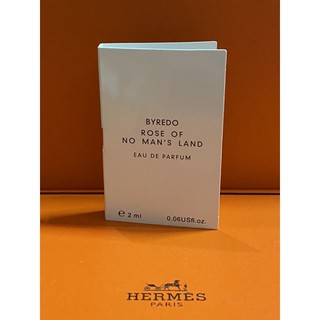 BYREDO
ROSE OF
NO MAN'S LAND
EAU DE PARFUM
℮ 2 ml 0.06USfl.oz.
HERMÈS
PARIS